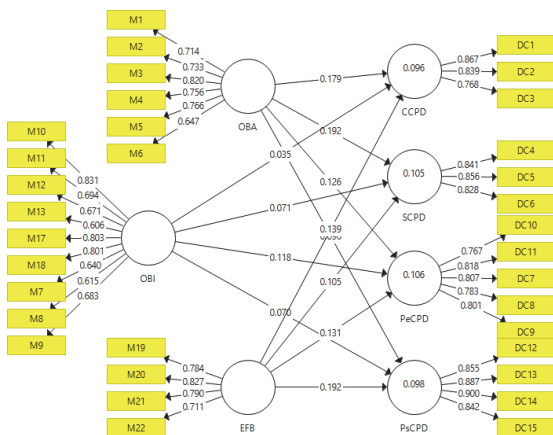 M1
M2
M3
M4
M5
M6
0.714
0.733
0.820
0.756
0.766
0.647
OBA
M10
M11
M12
M13
M17
M18
M7
M8
M9
0.831
0.694
0.671
0.606
0.803
0.801
0.640
0.615
0.683
OBI
M19
M20
M21
M22
0.784
0.827
0.790
0.711
EFB
0.179
0.192
0.035
0.126
0.071
0.139
0.118
0.105
0.070
0.131
0.192
0.096
CCPD
0.867
0.839
0.768
DC1
DC2
DC3
0.105
SCPD
0.841
0.856
0.828
DC4
DC5
DC6
0.106
PeCPD
0.767
0.818
0.807
0.783
0.801
DC10
DC11
DC7
DC8
DC9
0.098
PsCPD
0.855
0.887
0.900
0.842
DC12
DC13
DC14
DC15